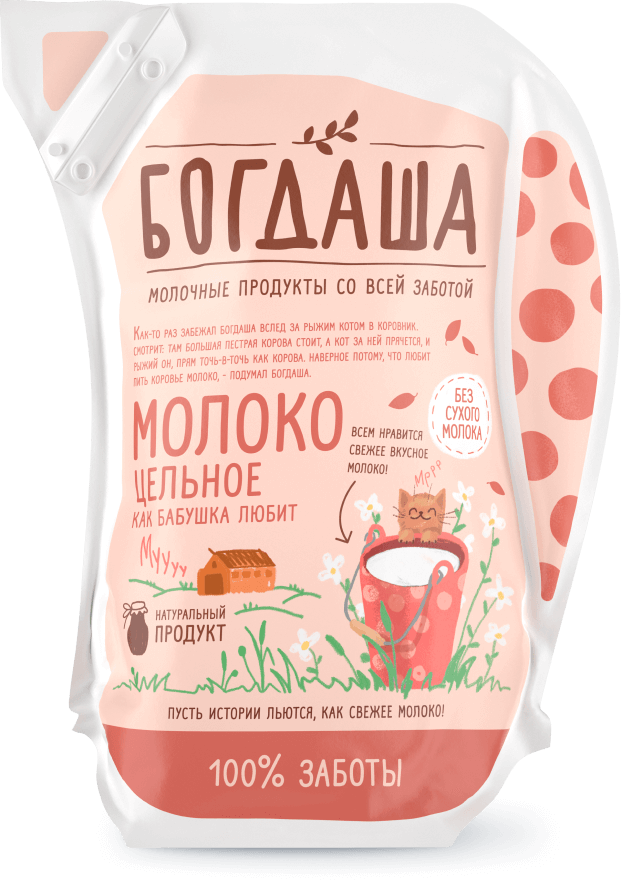 БОГДАША
МОЛОЧНЫЕ ПРОДУКТЫ СО ВСЕЙ ЗАБОТОЙ
КАК-ТО РАЗ ЗАБЕЖАЛ БОГДАША ВСЛЕД ЗА РЫЖИМ КОТОМ В КОРОВНИК.
СМОТРИТ: ТАМ БОЛЬШАЯ ПЕСТРАЯ КОРОВА СТОИТ, А КОТ ЗА НЕЙ ПРЯЧЕТСЯ, И
РЫЖИЙ ОН, ПРЯМ ТОЧЬ-В-ТОЧЬ КАК КОРОВА. НАВЕРНОЕ ПОТОМУ, ЧТО ЛЮБИТ
ПИТЬ КОРОВЬЕ МОЛОКО, - ПОДУМАЛ БОГДАША.
БЕЗ
СУХОГО
МОЛОКА
МОЛОКО
ЦЕЛЬНОЕ
КАК БАБУШКА ЛЮБИТ
ВСЕМ НРАВИТСЯ
СВЕЖЕЕ ВКУСНОЕ
МОЛОКО!
Мррр
Муууу
НАТУРАЛЬНЫЙ
ПРОДУКТ
ПУСТЬ ИСТОРИИ ЛЬЮТСЯ, КАК СВЕЖЕЕ МОЛОКО!
100% ЗАБОТЫ